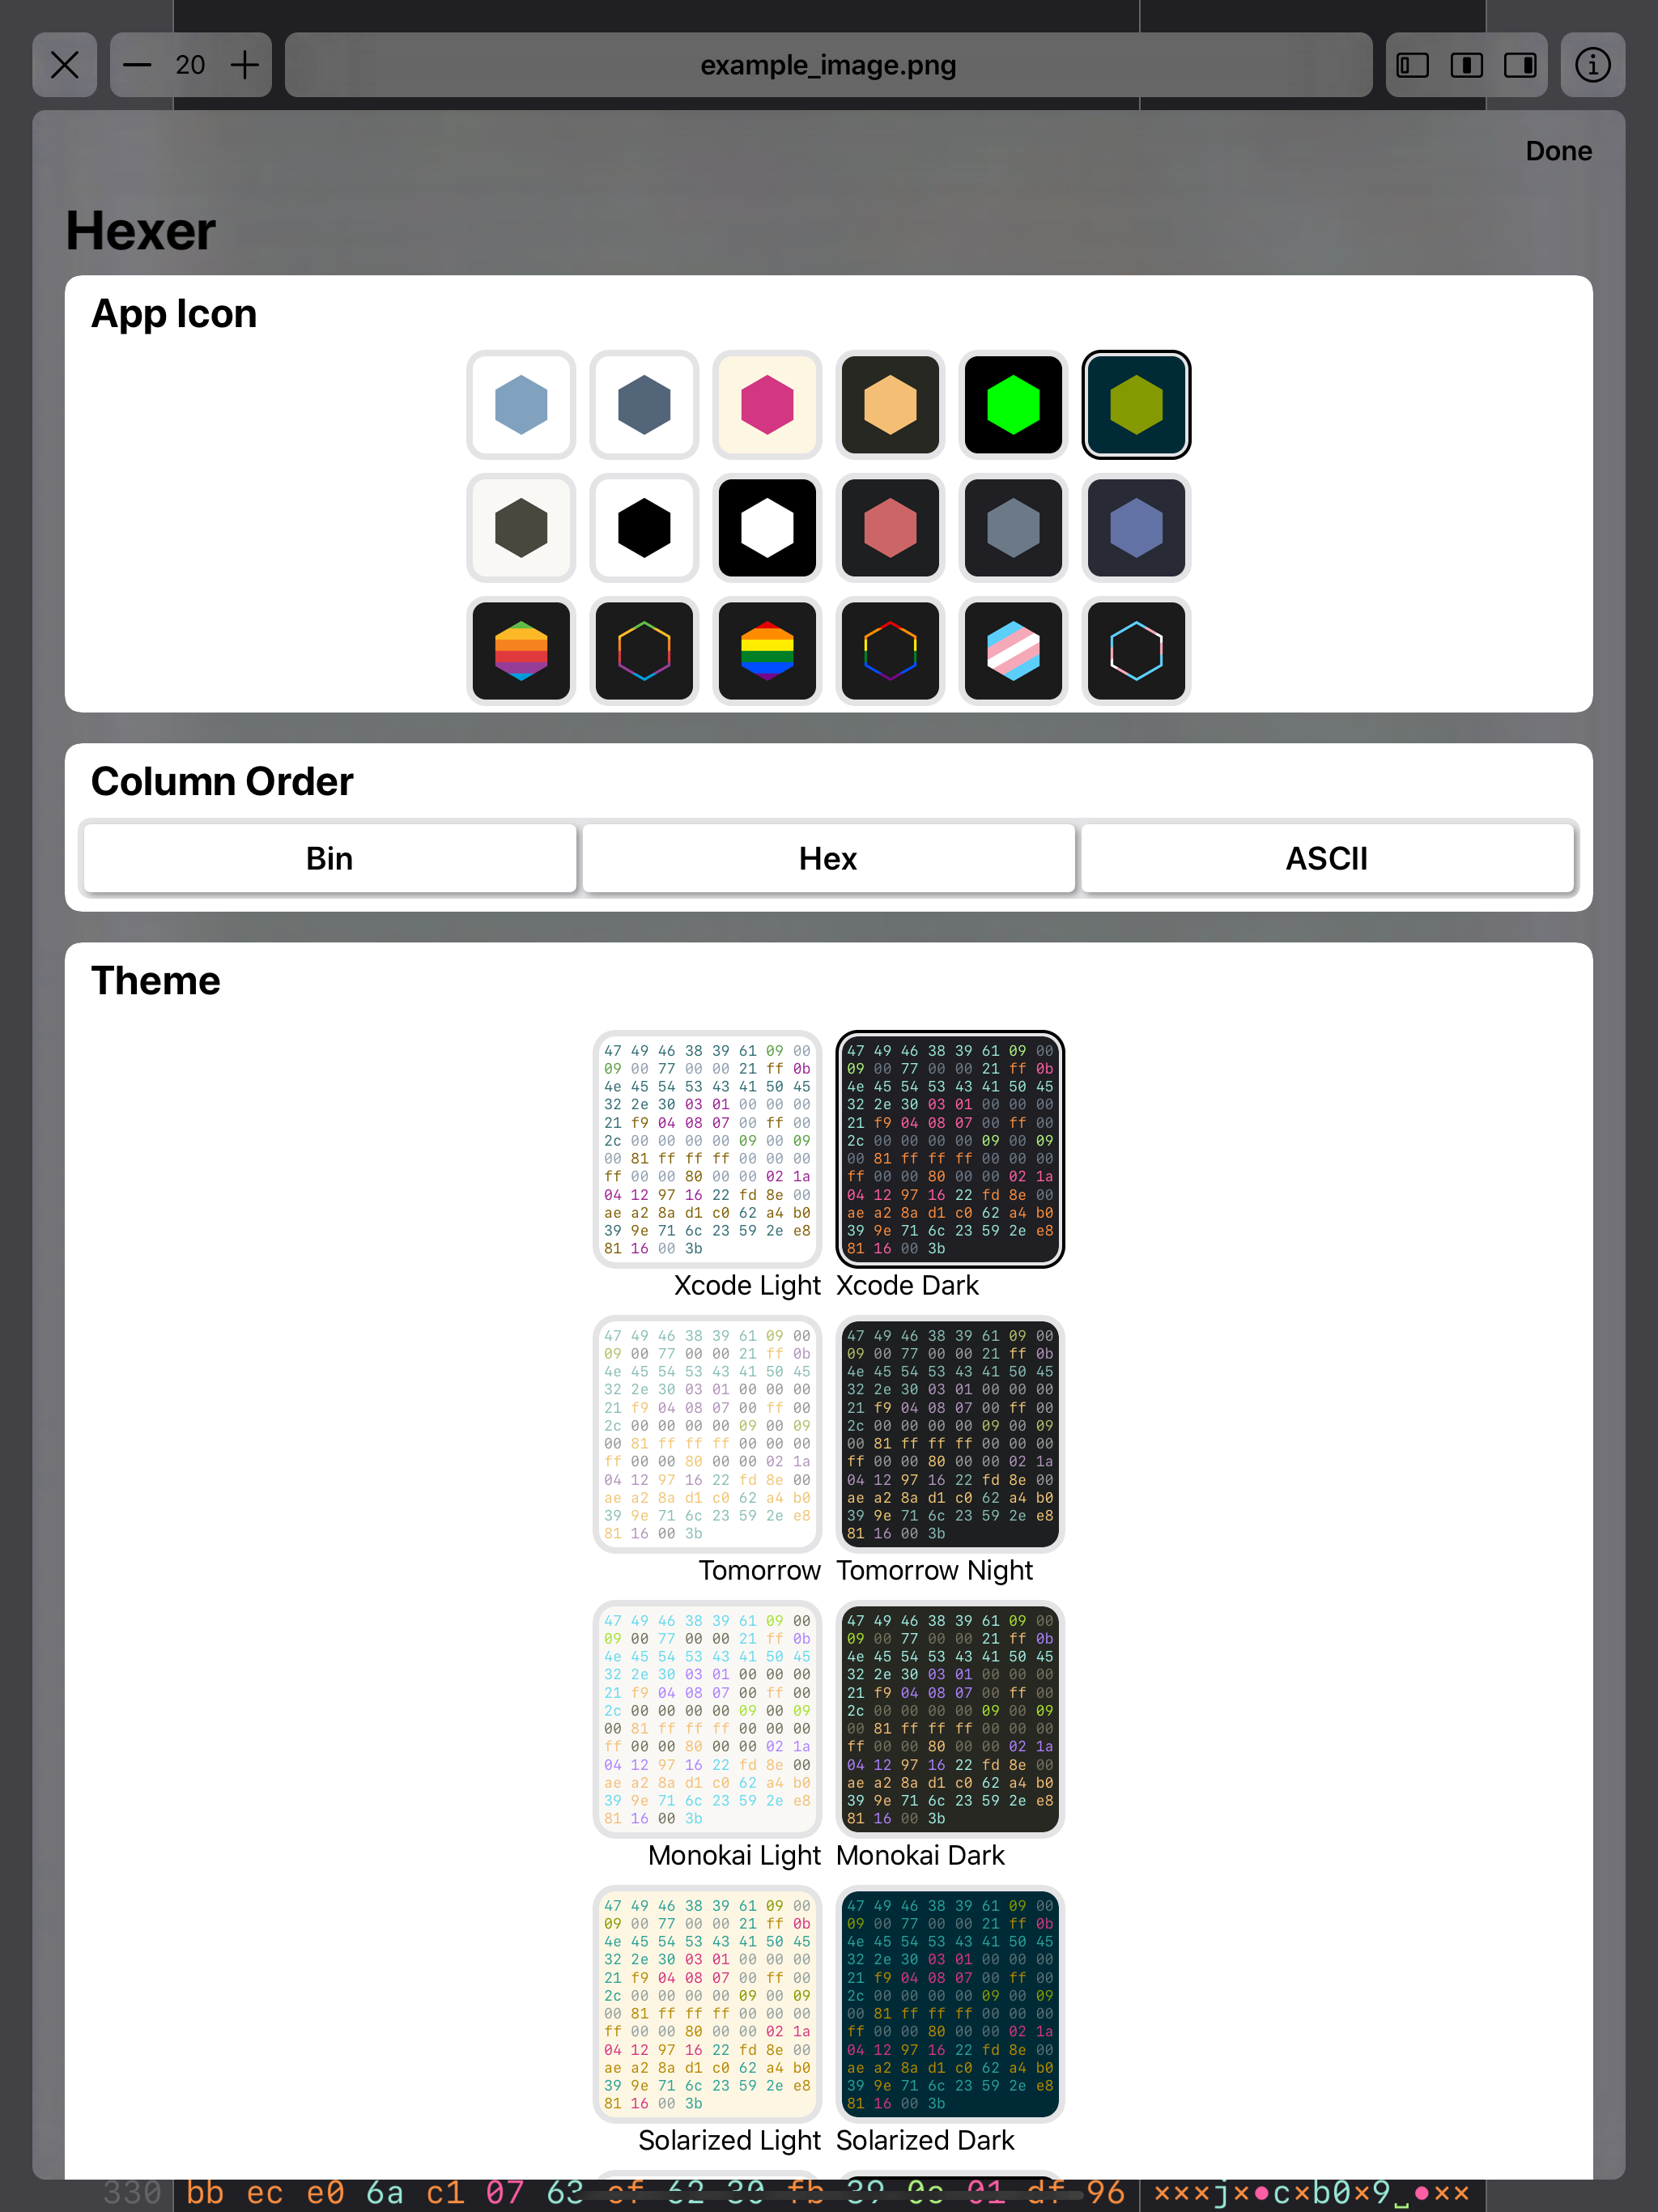 20
example_image.png
Done
Hexer
App Icon
Column Order
Bin
Hex
ASCII
Theme
47 49 46 38 39 61 09 00
09 00 77 00 00 21 ff 0b
4e 45 54 53 43 41 50 45
32 2e 30 03 01 00 00 00
21 f9 04 08 07 00 ff 00
2c 00 00 00 00 09 00 09
00 81 ff ff ff 00 00 00
ff 00 00 80 00 00 02 1a
04 12 97 16 22 fd 8e 00
ae a2 8a d1 c0 62 a4 b0
39 9e 71 6c 23 59 2e e8
81 16 00 3b
Xcode Light
47 49 46 38 39 61 09 00
09 00 77 00 00 21 ff 0b
4e 45 54 53 43 41 50 45
32 2e 30 03 01 00 00 00
21 f9 04 08 07 00 ff 00
2c 00 00 00 00 09 00 09
00 81 ff ff ff 00 00 00
ff 00 00 80 00 00 02 1a
04 12 97 16 22 fd 8e 00
ae a2 8a d1 c0 62 a4 b0
39 9e 71 6c 23 59 2e e8
81 16 00 3b
Xcode Dark
47 49 46 38 39 61 09 00
09 00 77 00 00 21 ff 0b
4e 45 54 53 43 41 50 45
32 2e 30 03 01 00 00 00
21 f9 04 08 07 00 ff 00
2c 00 00 00 00 09 00 09
00 81 ff ff ff 00 00 00
ff 00 00 80 00 00 02 1a
04 12 97 16 22 fd 8e 00
ae a2 8a d1 c0 62 a4 b0
39 9e 71 6c 23 59 2e e8
81 16 00 3b
Tomorrow
47 49 46 38 39 61 09 00
09 00 77 00 00 21 ff 0b
4e 45 54 53 43 41 50 45
32 2e 30 03 01 00 00 00
21 f9 04 08 07 00 ff 00
2c 00 00 00 00 09 00 09
00 81 ff ff ff 00 00 00
ff 00 00 80 00 00 02 1a
04 12 97 16 22 fd 8e 00
ae a2 8a d1 c0 62 a4 b0
39 9e 71 6c 23 59 2e e8
81 16 00 3b
Tomorrow Night
47 49 46 38 39 61 09 00
09 00 77 00 00 21 ff 0b
4e 45 54 53 43 41 50 45
32 2e 30 03 01 00 00 00
21 f9 04 08 07 00 ff 00
2c 00 00 00 00 09 00 09
00 81 ff ff ff 00 00 00
ff 00 00 80 00 00 02 1a
04 12 97 16 22 fd 8e 00
ae a2 8a d1 c0 62 a4 b0
39 9e 71 6c 23 59 2e e8
81 16 00 3b
Monokai Light
47 49 46 38 39 61 09 00
09 00 77 00 00 21 ff 0b
4e 45 54 53 43 41 50 45
32 2e 30 03 01 00 00 00
21 f9 04 08 07 00 ff 00
2c 00 00 00 00 09 00 09
00 81 ff ff ff 00 00 00
ff 00 00 80 00 00 02 1a
04 12 97 16 22 fd 8e 00
ae a2 8a d1 c0 62 a4 b0
39 9e 71 6c 23 59 2e e8
81 16 00 3b
Monokai Dark
47 49 46 38 39 61 09 00
09 00 77 00 00 21 ff 0b
4e 45 54 53 43 41 50 45
32 2e 30 03 01 00 00 00
21 f9 04 08 07 00 ff 00
2c 00 00 00 00 09 00 09
00 81 ff ff ff 00 00 00
ff 00 00 80 00 00 02 1a
04 12 97 16 22 fd 8e 00
ae a2 8a d1 c0 62 a4 b0
39 9e 71 6c 23 59 2e e8
81 16 00 3b
Solarized Light
47 49 46 38 39 61 09 00
09 00 77 00 00 21 ff 0b
4e 45 54 53 43 41 50 45
32 2e 30 03 01 00 00 00
21 f9 04 08 07 00 ff 00
2c 00 00 00 00 09 00 09
00 81 ff ff ff 00 00 00
ff 00 00 80 00 00 02 1a
04 12 97 16 22 fd 8e 00
ae a2 8a d1 c0 62 a4 b0
39 9e 71 6c 23 59 2e e8
81 16 00 3b
Solarized Dark
330 bb ec e0 6a c1 07 63 62 30 fb 39 01 df 96 ×××j×•c×b0×9␣•××